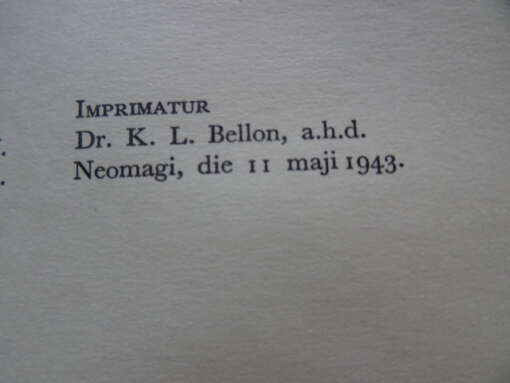 IMPRIMATUR
Dr. K. L. Bellon, a.h.d.
Neomagi, die 11 maji 1943.